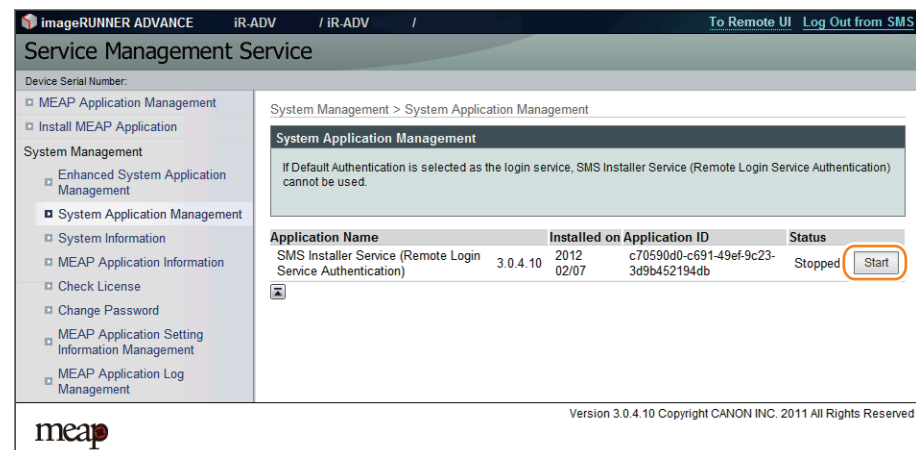 imageRUNNER ADVANCE iR-ADV / iR-ADV /
To Remote UI Log Out from SMS
Service Management Service
Device Serial Number:
MEAP Application Management
Install MEAP Application
System Management
Enhanced System Application
Management
System Application Management
System Information
MEAP Application Information
Check License
Change Password
MEAP Application Setting
Information Management
MEAP Application Log
Management
System Management > System Application Management
System Application Management
If Default Authentication is selected as the login service, SMS Installer Service (Remote Login Service Authentication)
cannot be used.
Application Name Installed on Application ID Status
SMS Installer Service (Remote Login
Service Authentication)
3.0.4.10
2012
02/07
c70590d0-c691-49ef-9c23-
3d9b452194db
Stopped
Start
Version 3.0.4.10 Copyright CANON INC. 2011 All Rights Reserved
meap